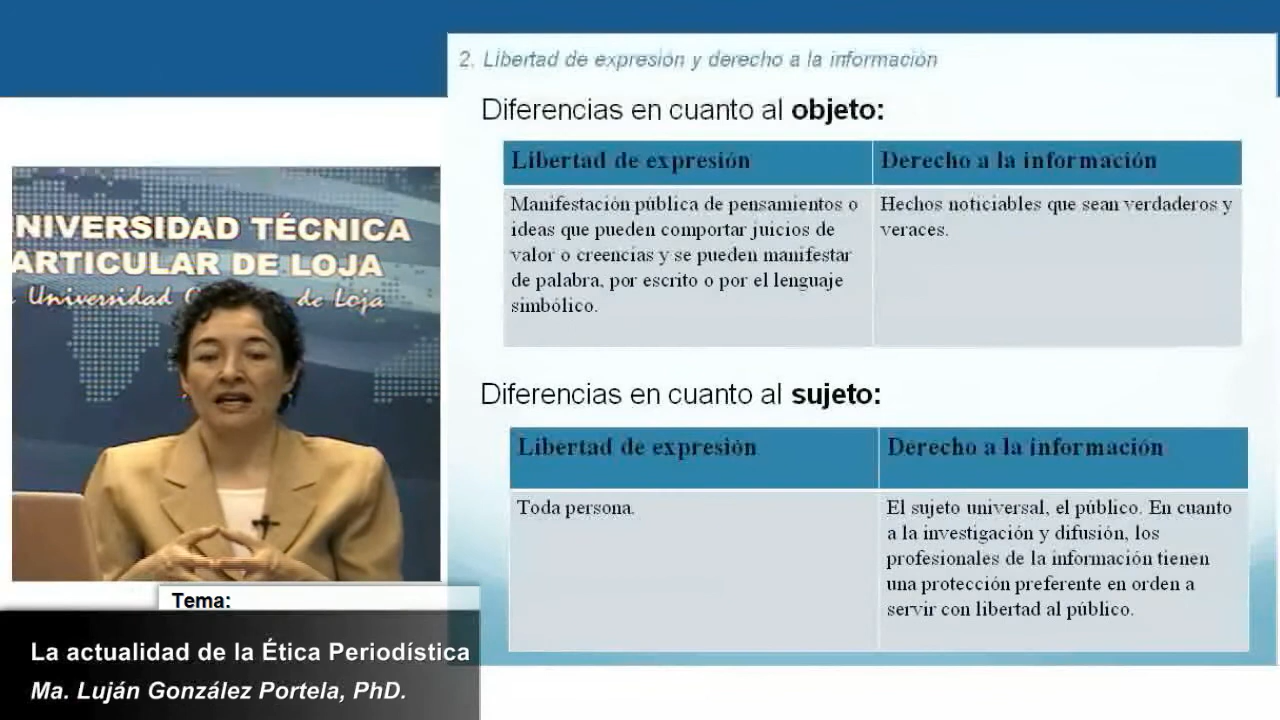 2. Libertad de expresión y derecho a la información
Diferencias en cuanto al objeto:
Libertad de expresión
Derecho a la información
Manifestación pública de pensamientos o
ideas que pueden comportar juicios de
valor o creencias y se pueden manifestar
de palabra, por escrito o por el lenguaje
simbólico.
Hechos noticiables que sean verdaderos y
veraces.
Diferencias en cuanto al sujeto:
Libertad de expresión
Derecho a la información
Toda persona.
El sujeto universal, el público. En cuanto
a la investigación y difusión, los
profesionales de la información tienen
una protección preferente en orden a
servir con libertad al público.
NIVERSIDAD TÉCNICA
ARTICULAR DE LOJA
Universidad de Loja
Tema:
La actualidad de la Ética Periodística
Ma. Luján González Portela, PhD.